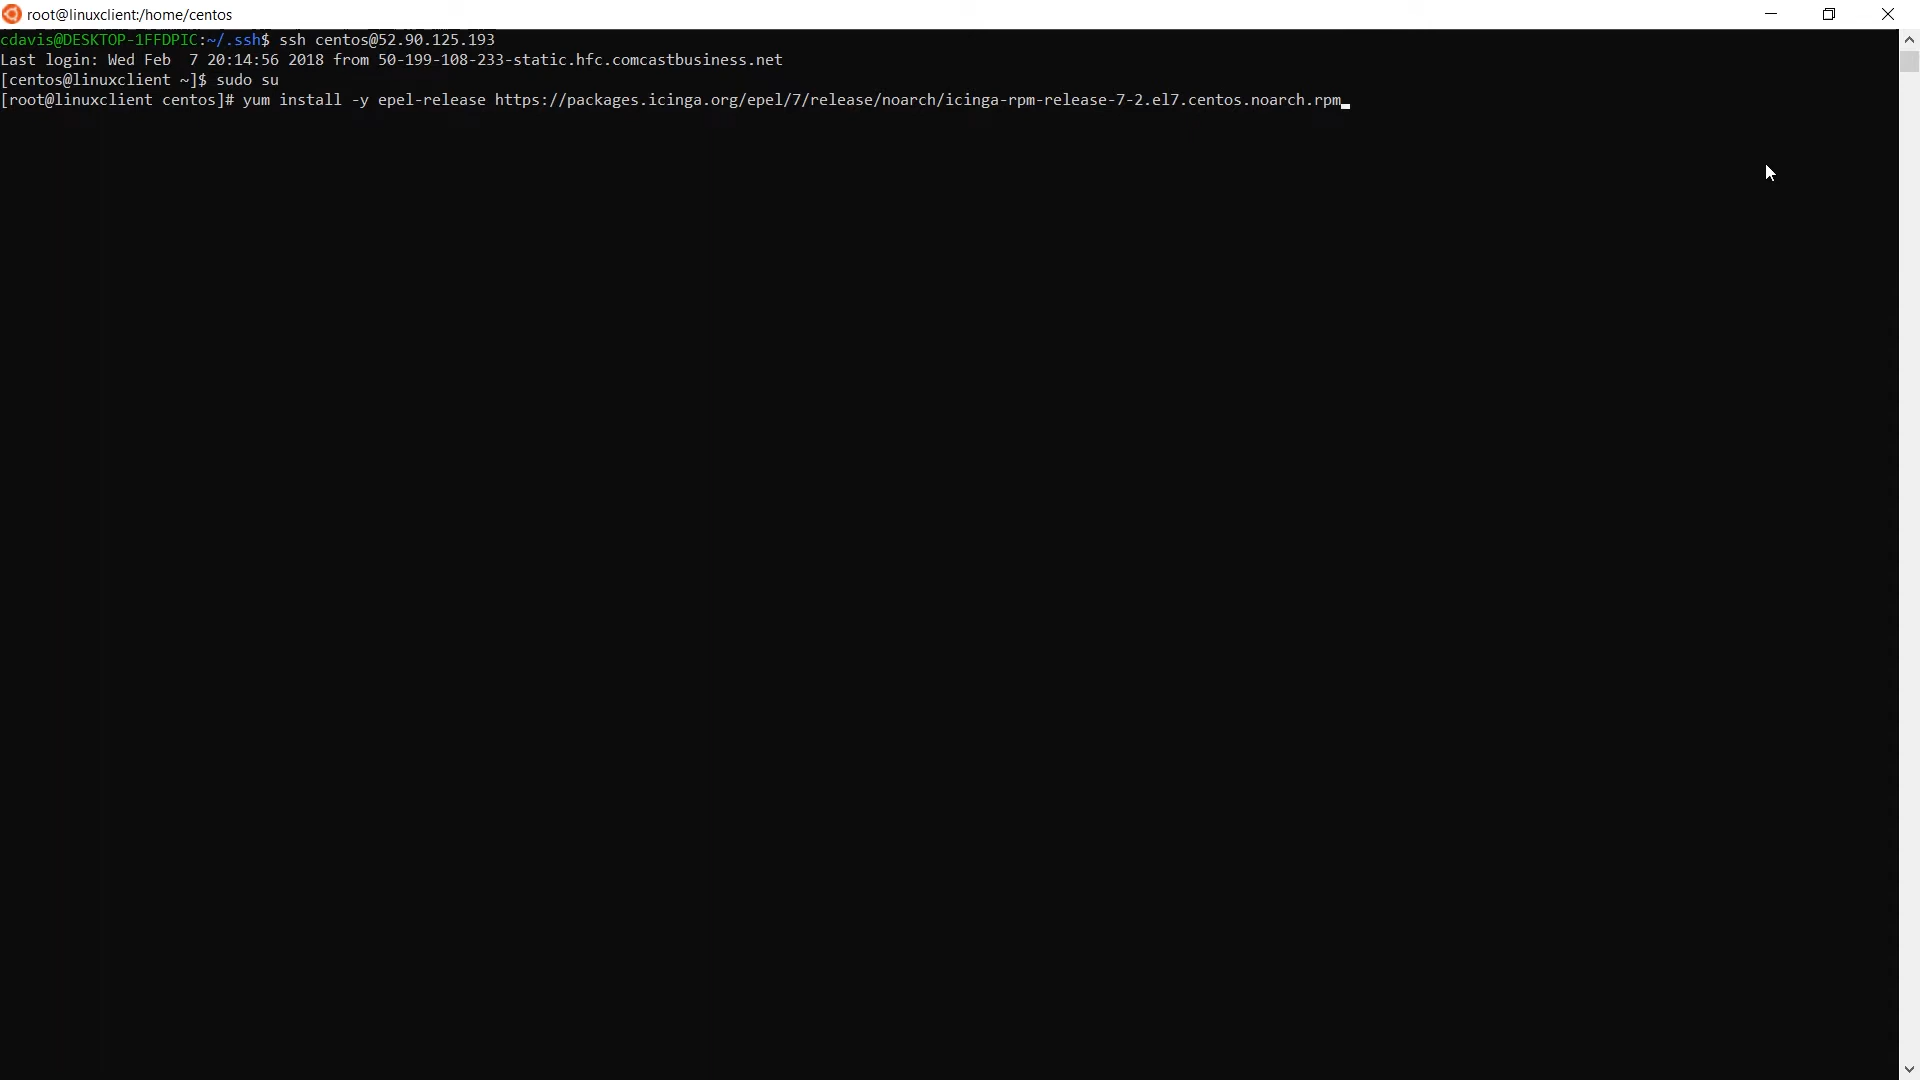 root@linuxclient:/home/centos
cdavis@DESKTOP-1FFDPIC:~/.ssh$ ssh centos@52.90.125.193
Last login: Wed Feb  7 20:14:56 2018 from 50-199-108-233-static.hfc.comcastbusiness.net
[centos@linuxclient ~]$ sudo su
[root@linuxclient centos]# yum install -y epel-release https://packages.icinga.org/epel/7/release/noarch/icinga-rpm-release-7-2.el7.centos.noarch.rpm